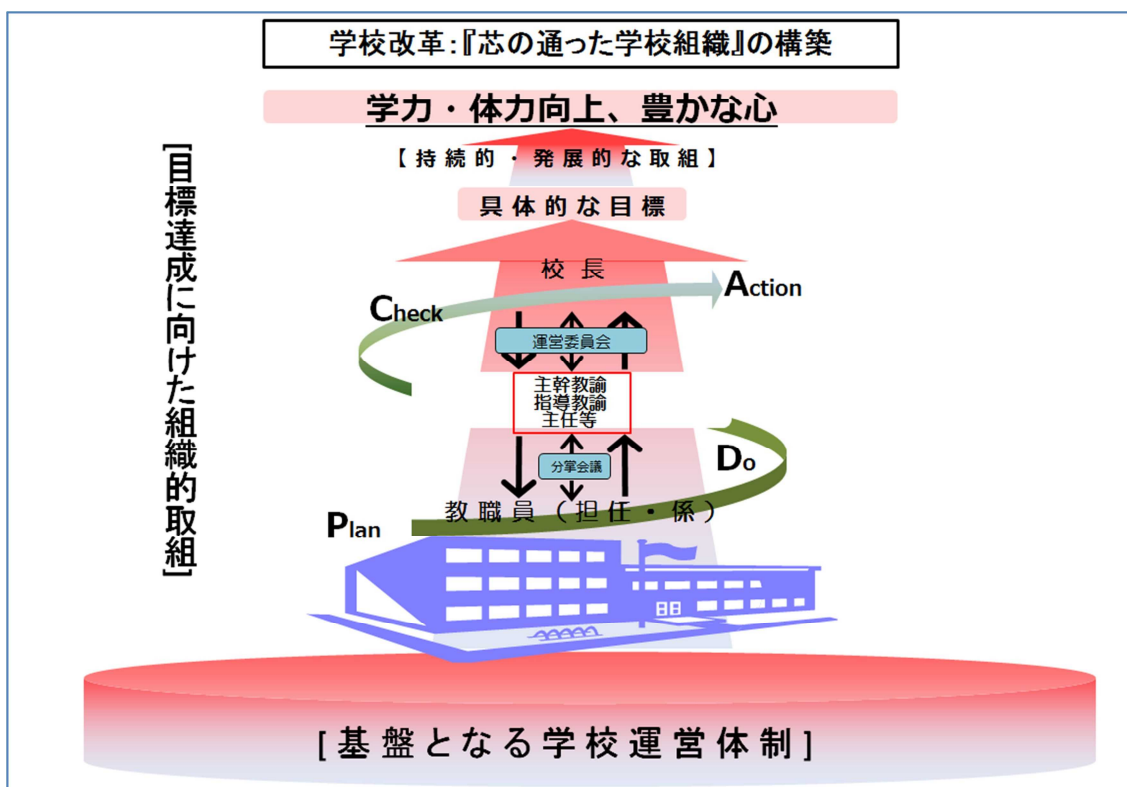 学校改革:『芯の通った学校組織』の構築
学力・体力向上、豊かな心
【持続的・発展的な取組】
具体的な目標
[目標達成に向けた組織的取組]
校長
Action
Check
運営委員会
主幹教諭
指導教諭
主任等
分掌会議
Do
教職員(担任・係)
Plan
[基盤となる学校運営体制]